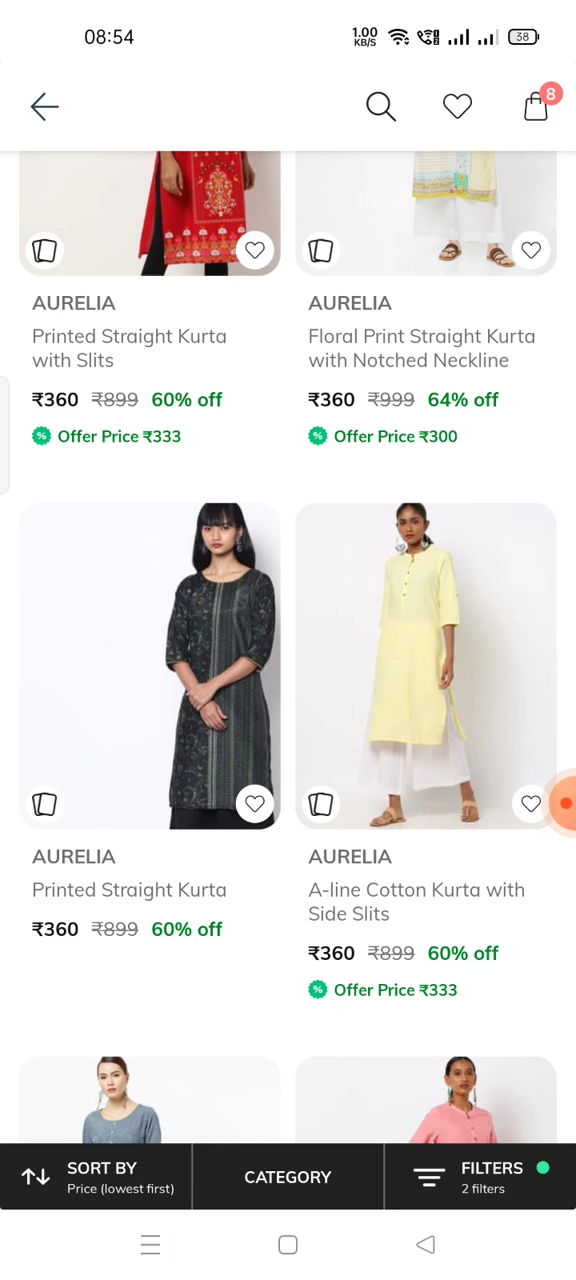 08:54
1.00
KB/S
38
8
AURELIA
Printed Straight Kurta
with Slits
₹360 ₹899 60% off
% Offer Price ₹333
AURELIA
Floral Print Straight Kurta
with Notched Neckline
₹360 ₹999 64% off
% Offer Price ₹300
AURELIA
Printed Straight Kurta
₹360 ₹899 60% off
AURELIA
A-line Cotton Kurta with
Side Slits
₹360 ₹899 60% off
% Offer Price ₹333
SORT BY
Price (lowest first)
CATEGORY
FILTERS
2 filters